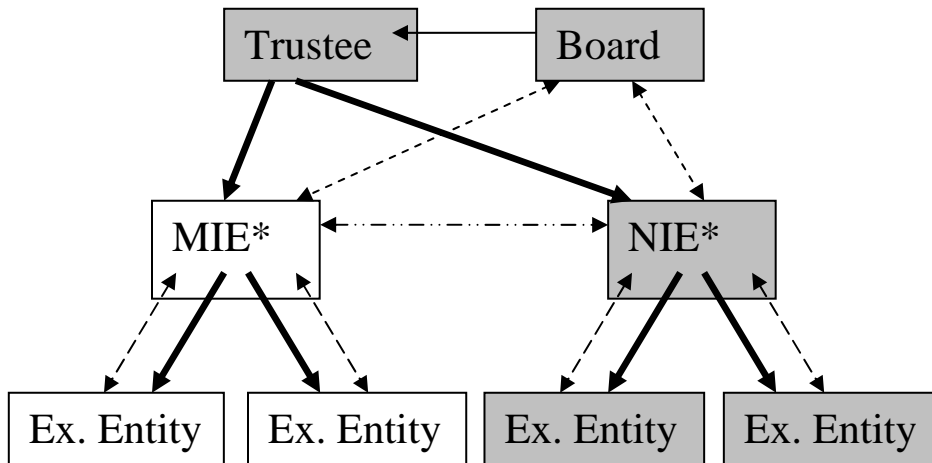 Trustee
Board
MIE*
NIE*
Ex. Entity
Ex. Entity
Ex. Entity
Ex. Entity